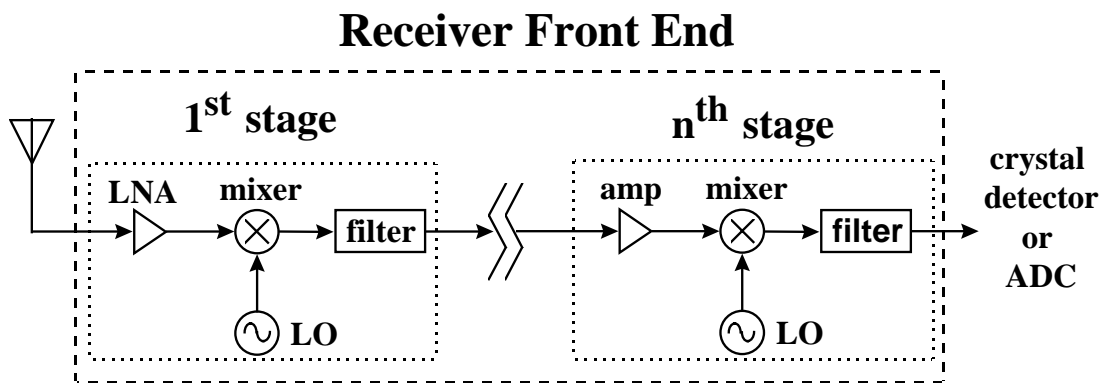 Receiver Front End
1st stage
nth stage
LNA
mixer
filter
LO
amp
mixer
filter
LO
crystal
detector
or
ADC